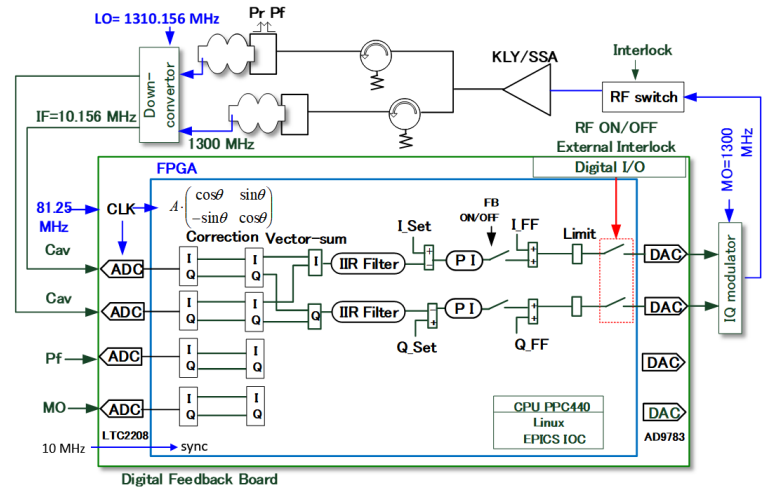 LO= 1310.156 MHz
Pr Pf
KLY/SSA
Interlock
Down-
convertor
RF switch
IF=10.156 MHz
1300 MHz
RF ON/OFF
External Interlock
Digital I/O
MO=1300
MHz
FPGA
81.25
MHz
CLK
A·
cosθ sinθ
−sinθ cosθ
Correction
Vector-sum
I_Set
FB
ON/OFF
I_FF
Limit
Cav
ADC
I
Q
I
Q
I
IIR Filter
+
−
P I
+
+
DAC
IQ modulator
Cav
ADC
I
Q
I
Q
Q
IIR Filter
−
+
P I
+
+
DAC
Q_Set
Q_FF
Pf
ADC
I
Q
I
Q
DAC
MO
ADC
I
Q
I
Q
CPU PPC440
Linux
EPICS IOC
DAC
LTC2208
AD9783
10 MHz
sync
Digital Feedback Board